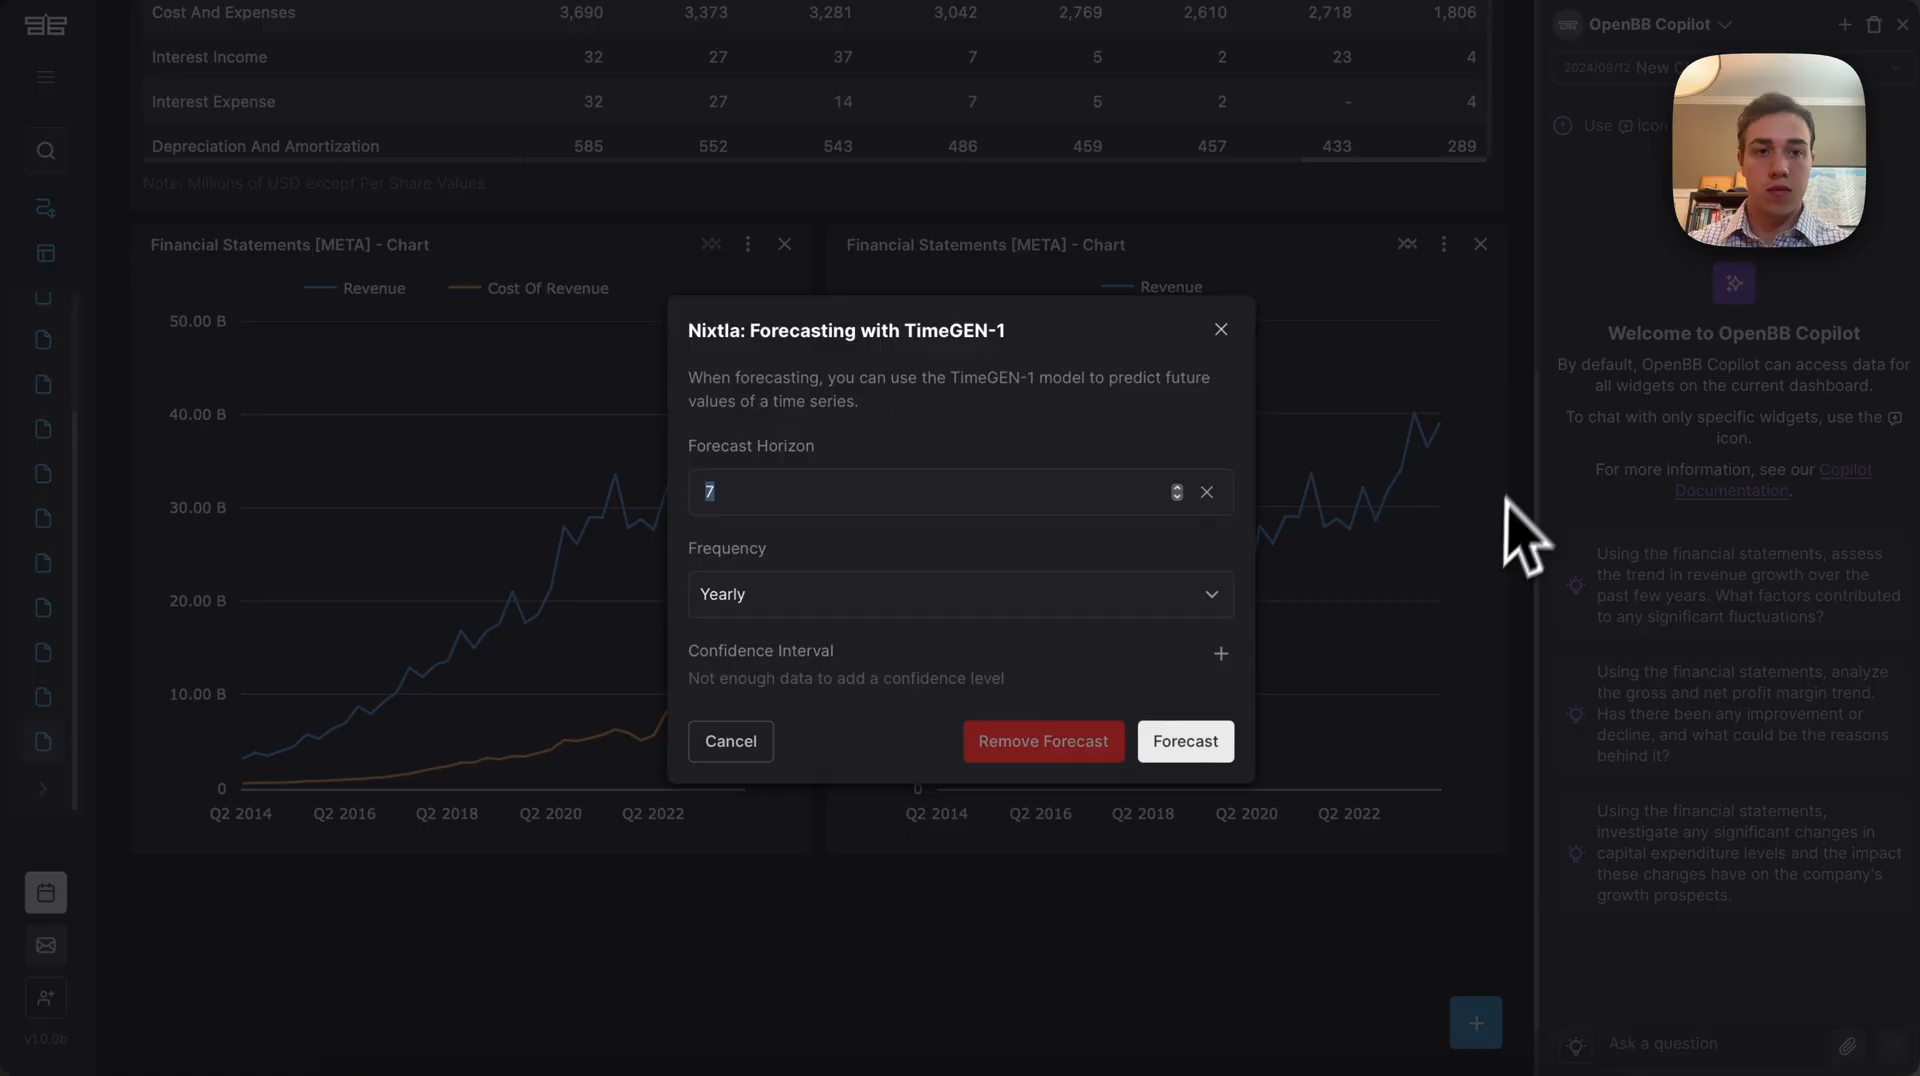 Cost And Expenses 3,690 3,373 3,281 3,042 2,769 2,610 2,718 1,806
Interest Income 32 27 37 7 5 2 23 4
Interest Expense 32 27 14 7 5 2 - 4
Depreciation And Amortization 585 552 543 486 459 457 433 289
Note: Millions of USD except Per Share Values
Financial Statements [META] - Chart
Revenue Cost Of Revenue
50.00 B
40.00 B
30.00 B
20.00 B
10.00 B
0
Q2 2014 Q2 2016 Q2 2018 Q2 2020 Q2 2022
Financial Statements [META] - Chart
Revenue
0
Q2 2014 Q2 2016 Q2 2018 Q2 2020 Q2 2022
Nixtla: Forecasting with TimeGEN-1
When forecasting, you can use the TimeGEN-1 model to predict future
values of a time series.
Forecast Horizon
7
Frequency
Yearly
Confidence Interval
Not enough data to add a confidence level
Cancel
Remove Forecast
Forecast
OpenBB Copilot
2024/09/12 New
Use icon
Welcome to OpenBB Copilot
By default, OpenBB Copilot can access data for
all widgets on the current dashboard.
To chat with only specific widgets, use the
icon.
For more information, see our Copilot
Documentation.
Using the financial statements, assess
the trend in revenue growth over the
past few years. What factors contributed
to any significant fluctuations?
Using the financial statements, analyze
the gross and net profit margin trend.
Has there been any improvement or
decline, and what could be the reasons
behind it?
Using the financial statements,
investigate any significant changes in
capital expenditure levels and the impact
these changes have on the company's
growth prospects.
Ask a question
v1.0.0b